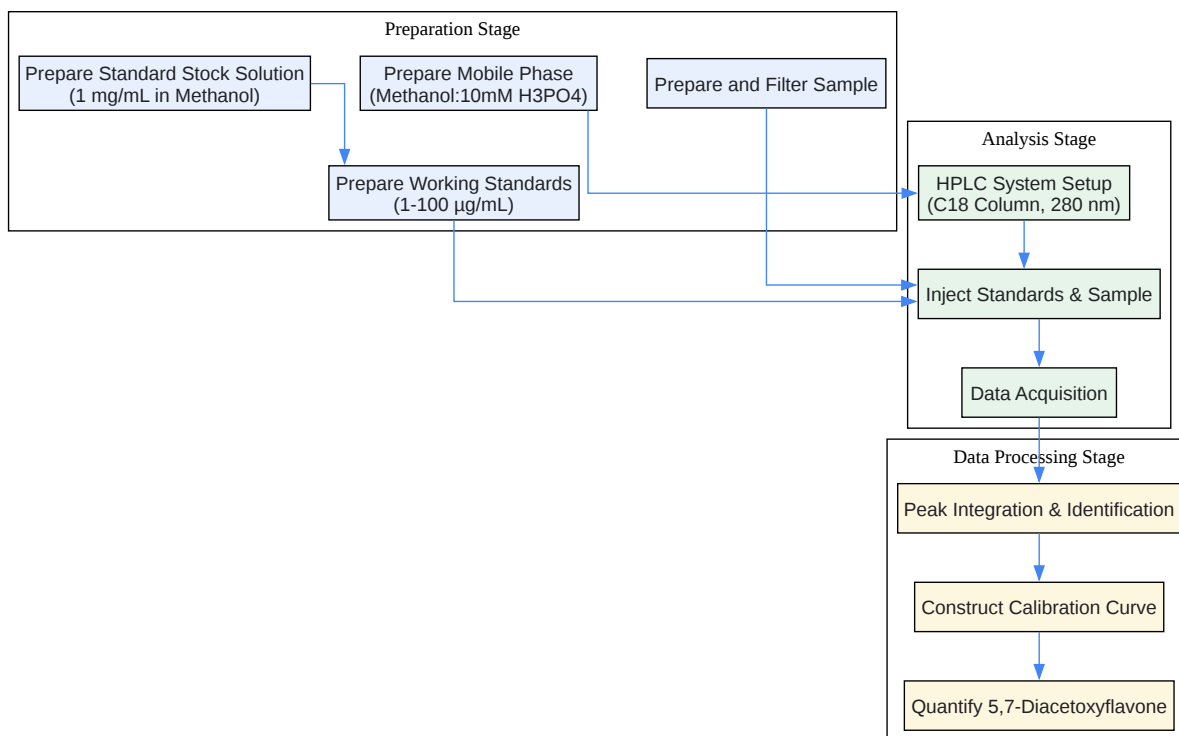 Preparation Stage
Prepare Standard Stock Solution
(1 mg/mL in Methanol)
Prepare Mobile Phase
(Methanol:10mM H3PO4)
Prepare and Filter Sample
Prepare Working Standards
(1-100 µg/mL)
Analysis Stage
HPLC System Setup
(C18 Column, 280 nm)
Inject Standards & Sample
Data Acquisition
Data Processing Stage
Peak Integration & Identification
Construct Calibration Curve
Quantify 5,7-Diacetoxyflavone